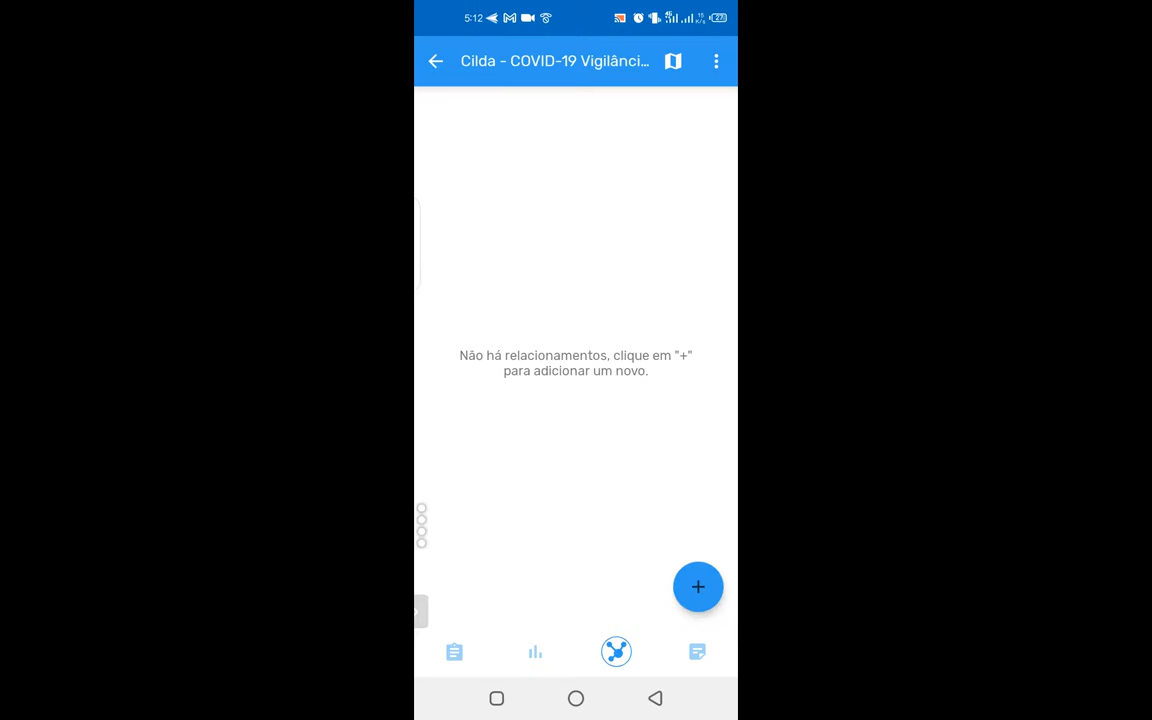 5:12
Cilda - COVID-19 Vigilânci...
Não há relacionamentos, clique em "+"
para adicionar um novo.